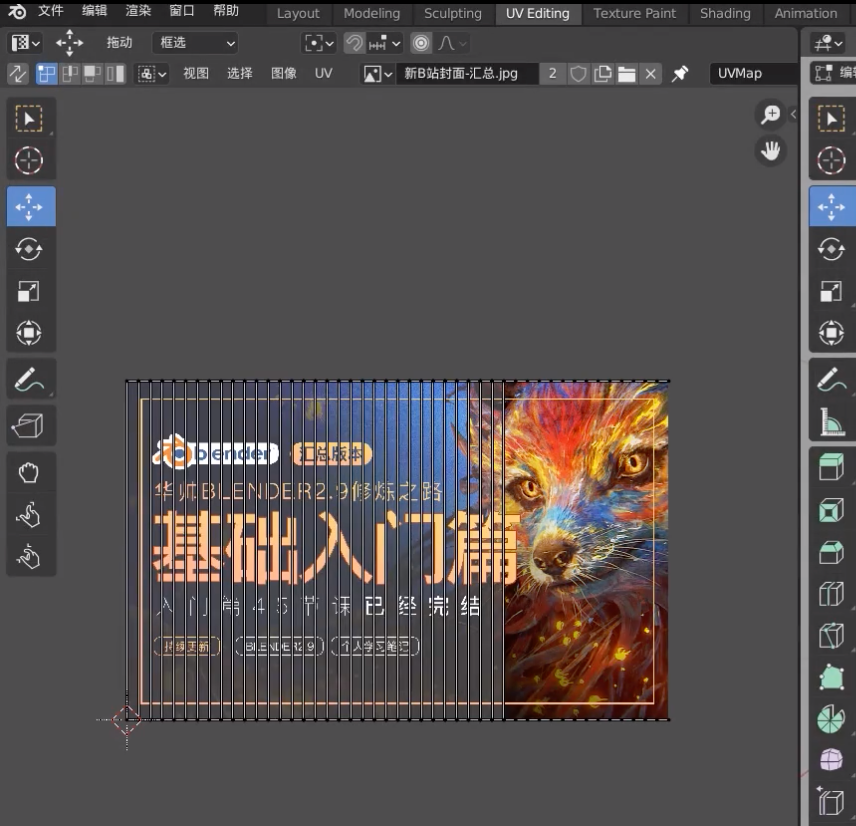 文件 编辑 渲染 窗口 帮助 Layout Modeling Sculpting UV Editing Texture Paint Shading Animation
拖动 框选
视图 选择 图像 UV 新B站封面-汇总.jpg 2 UVMap 编辑
blender 汇总版本
华帅BLENDER2.9修炼之路
基础入门篇
入门篇45节课已经完结
持续更新 BLENDER2.9 个人学习笔记